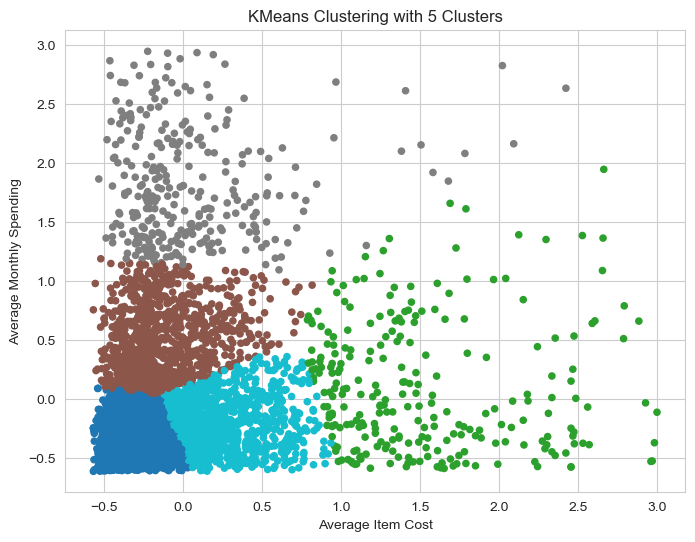 KMeans Clustering with 5 Clusters
Average Monthly Spending
3.0
2.5
2.0
1.5
1.0
0.5
0.0
−0.5
−0.5 0.0 0.5 1.0 1.5 2.0 2.5 3.0
Average Item Cost